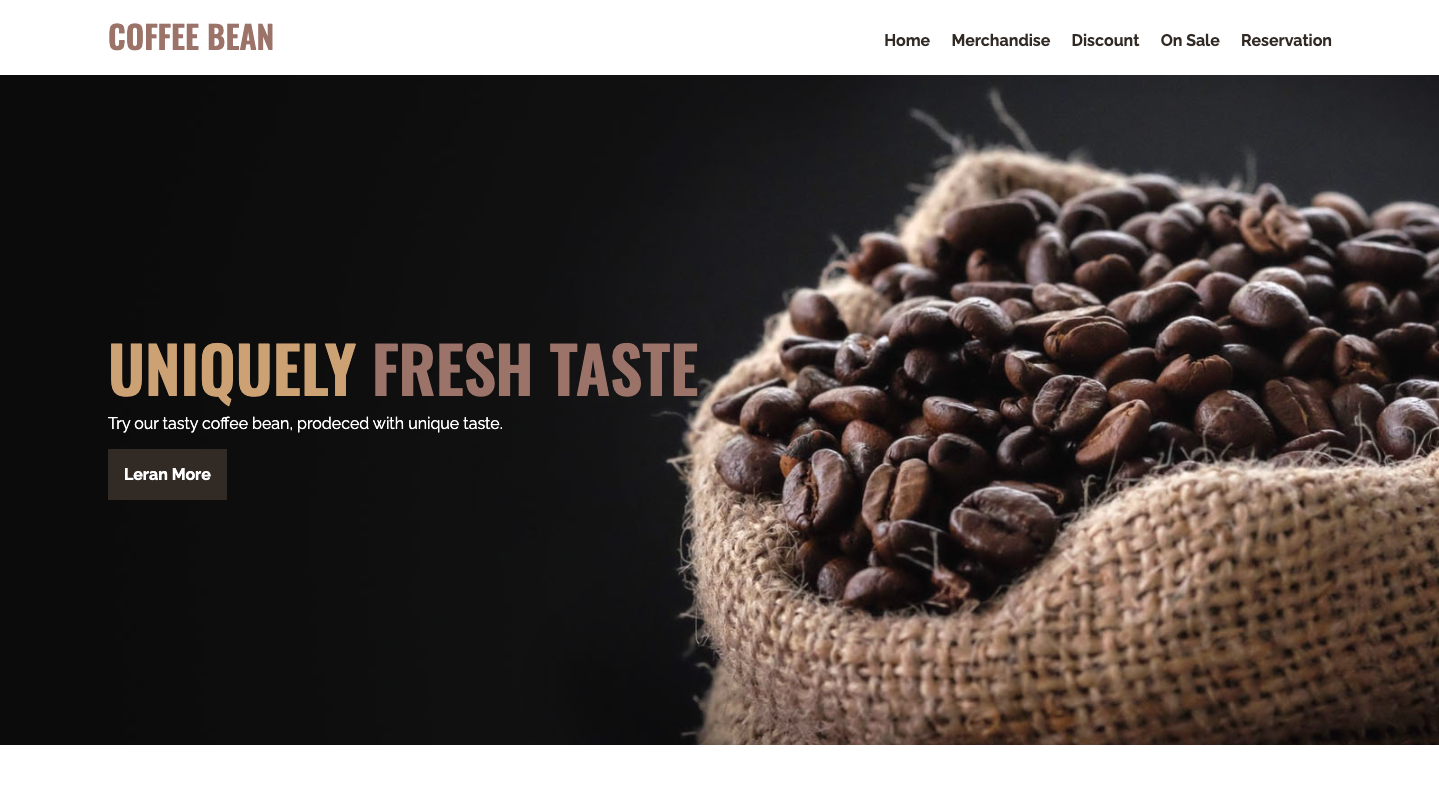 COFFEE BEAN
Home Merchandise Discount On Sale Reservation
UNIQUELY FRESH TASTE
Try our tasty coffee bean, prodeced with unique taste.
Leran More